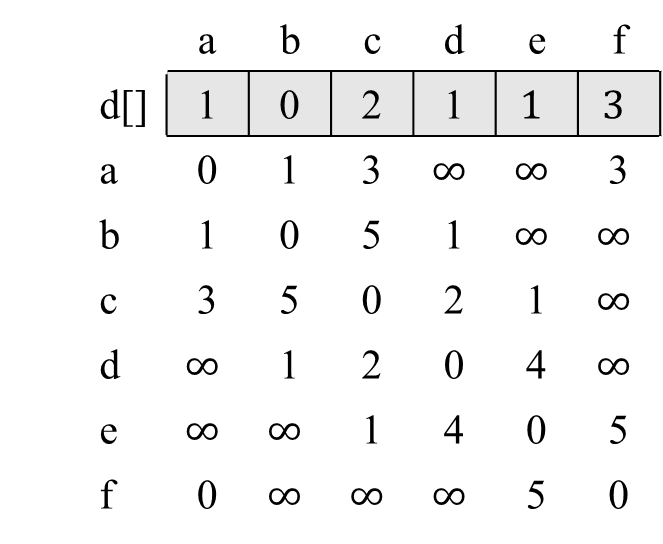 a b c d e f
d[] 1 0 2 1 1 3
a 0 1 3 ∞ ∞ 3
b 1 0 5 1 ∞ ∞
c 3 5 0 2 1 ∞
d ∞ 1 2 0 4 ∞
e ∞ ∞ 1 4 0 5
f 0 ∞ ∞ ∞ 5 0